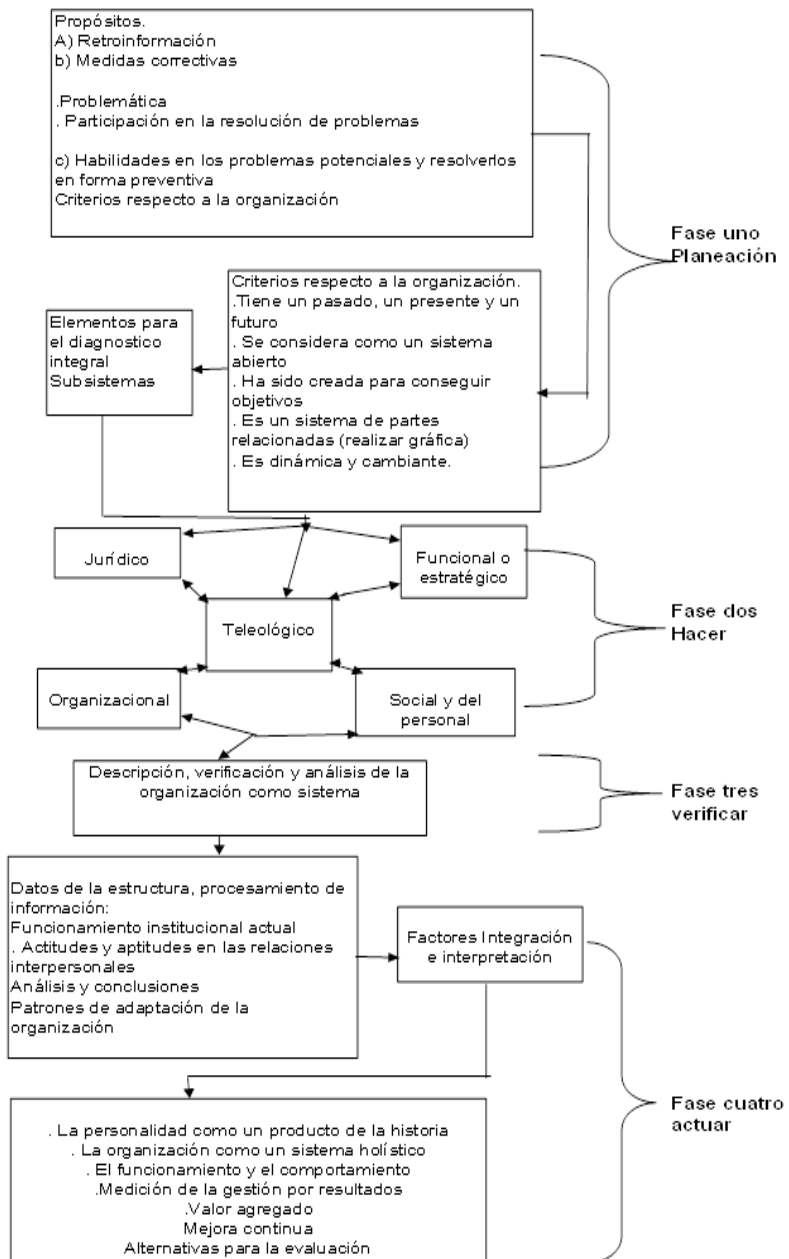 Propósitos.
A) Retroinformación
b) Medidas correctivas
.Problemática
. Participación en la resolución de problemas
c) Habilidades en los problemas potenciales y resolverlos
en forma preventiva
Criterios respecto a la organización
Fase uno
Planeación
Criterios respecto a la organización.
.Tiene un pasado, un presente y un
futuro
. Se considera como un sistema
abierto
. Ha sido creada para conseguir
objetivos
. Es un sistema de partes
relacionadas (realizar gráfica)
. Es dinámica y cambiante.
Elementos para
el diagnostico
integral
Subsistemas
Jurídico
Funcional o
estratégico
Teleológico
Organizacional
Social y del
personal
Fase dos
Hacer
Descripción, verificación y análisis de la
organización como sistema
Fase tres
verificar
Datos de la estructura, procesamiento de
información:
Funcionamiento institucional actual
. Actitudes y aptitudes en las relaciones
interpersonales
Análisis y conclusiones
Patrones de adaptación de la
organización
Factores Integración
e interpretación
Fase cuatro
actuar
. La personalidad como un producto de la historia
. La organización como un sistema holístico
. El funcionamiento y el comportamiento
.Medición de la gestión por resultados
.Valor agregado
Mejora continua
Alternativas para la evaluación